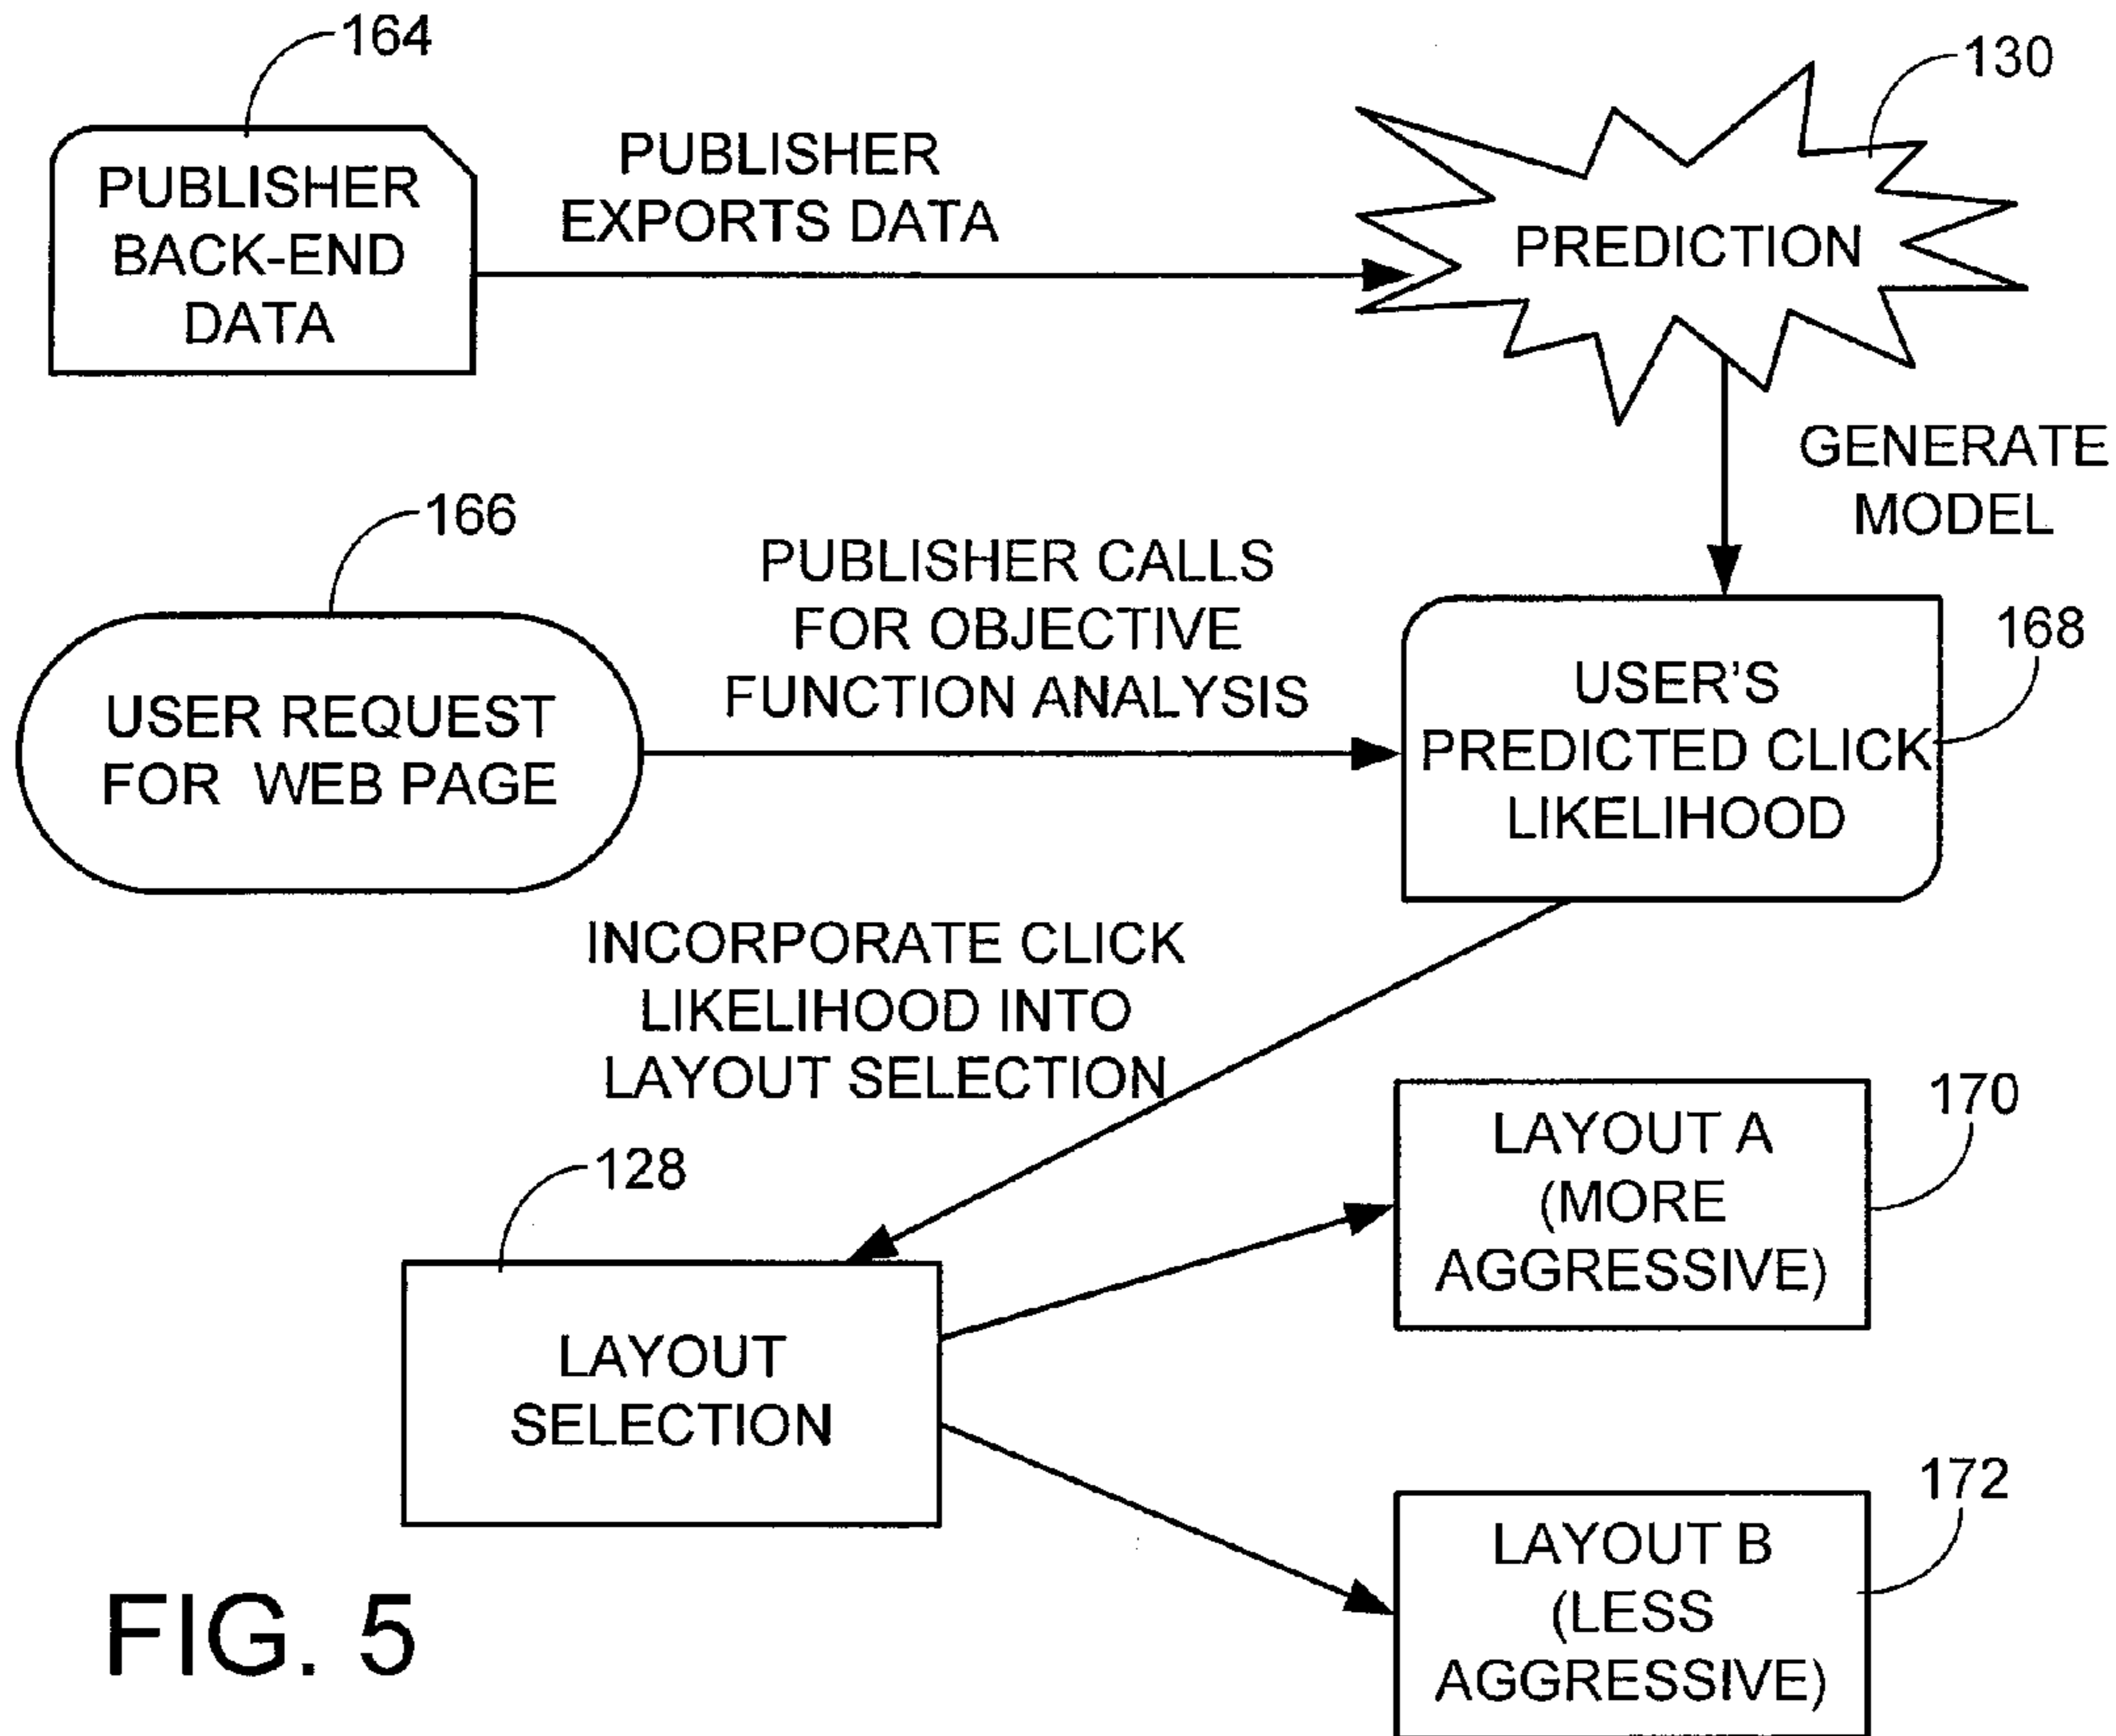 164
PUBLISHER
BACK-END
DATA
PUBLISHER
EXPORTS DATA
130
PREDICTION
GENERATE
MODEL
166
USER REQUEST
FOR WEB PAGE
PUBLISHER CALLS
FOR OBJECTIVE
FUNCTION ANALYSIS
168
USER'S
PREDICTED CLICK
LIKELIHOOD
INCORPORATE CLICK
LIKELIHOOD INTO
LAYOUT SELECTION
128
LAYOUT
SELECTION
170
LAYOUT A
(MORE
AGGRESSIVE)
172
LAYOUT B
(LESS
AGGRESSIVE)
FIG. 5